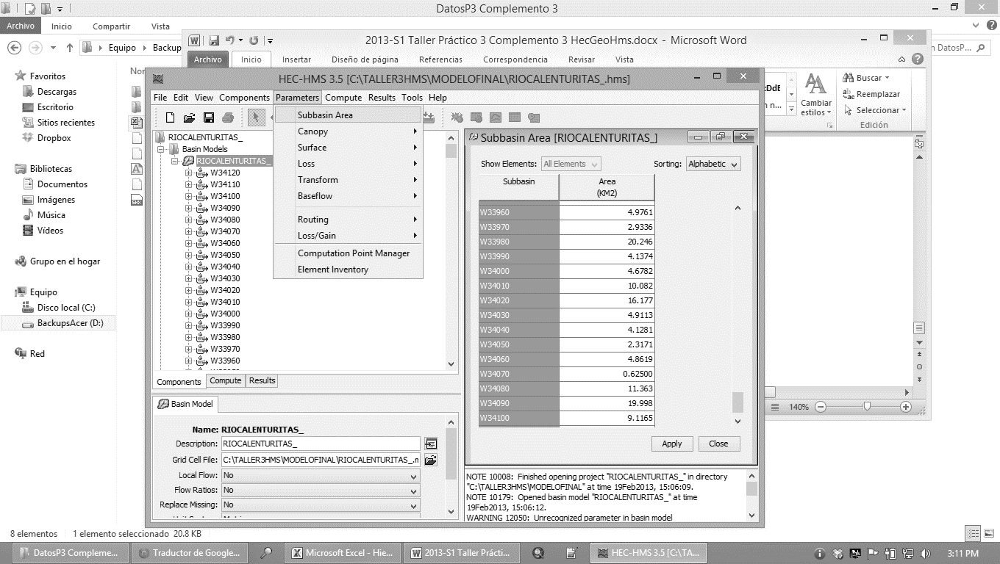 DatosP3 Complemento 3
Archivo Inicio Compartir Vista
Equipo Backup
n DatosP...
Favoritos
Descargas
Escritorio
Sitios recientes
Dropbox
Bibliotecas
Documentos
Imágenes
Música
Vídeos
Grupo en el hogar
Equipo
Disco local (C:)
BackupsAcer (D:)
Red
8 elementos 1 elemento seleccionado 20.8 KB
2013-S1 Taller Práctico 3 Complemento 3 HecGeoHms.docx - Microsoft Word
Archivo Inicio Insertar Diseño de página Referencias Correspondencia Revisar Vista
Cambiar
estilos
Buscar
Reemplazar
Seleccionar
Edición
140%
HEC-HMS 3.5 [C:\TALLER3HMS\MODELOFINAL\RIOCALENTURITAS_.hms]
File Edit View Components Parameters Compute Results Tools Help
Subbasin Area
Canopy
Surface
Loss
Transform
Baseflow
Routing
Loss/Gain
Computation Point Manager
Element Inventory
RIOCALENTURITAS_
Basin Models
RIOCALENTURITAS_
W34120
W34110
W34100
W34090
W34080
W34070
W34060
W34050
W34040
W34030
W34020
W34010
W34000
W33990
W33980
W33970
W33960
Components Compute Results
Basin Model
Name: RIOCALENTURITAS_
Description: RIOCALENTURITAS_
Grid Cell File: C:\TALLER3HMS\MODELOFINAL\RIOCALENTURITAS_.m
Local Flow: No
Flow Ratios: No
Replace Missing: No
Subbasin Area [RIOCALENTURITAS_]
Show Elements: All Elements Sorting: Alphabetic
Subbasin Area
(KM2)
W33960 4.9761
W33970 2.9336
W33980 20.246
W33990 4.1374
W34000 4.6782
W34010 10.082
W34020 16.177
W34030 4.9113
W34040 4.1281
W34050 2.3171
W34060 4.8619
W34070 0.62500
W34080 11.363
W34090 19.998
W34100 9.1165
Apply Close
NOTE 10008: Finished opening project "RIOCALENTURITAS_" in directory
"C:\TALLER3HMS\MODELOFINAL" at time 19Feb2013, 15:06:09.
NOTE 10179: Opened basin model "RIOCALENTURITAS_" at time
19Feb2013, 15:06:12.
WARNING 12050: Unrecognized parameter in basin model
DatosP3 Compleme... Traductor de Google... Microsoft Excel - Hie... 2013-S1 Taller Prácti... HEC-HMS 3.5 [C:\TA... 3:11 PM